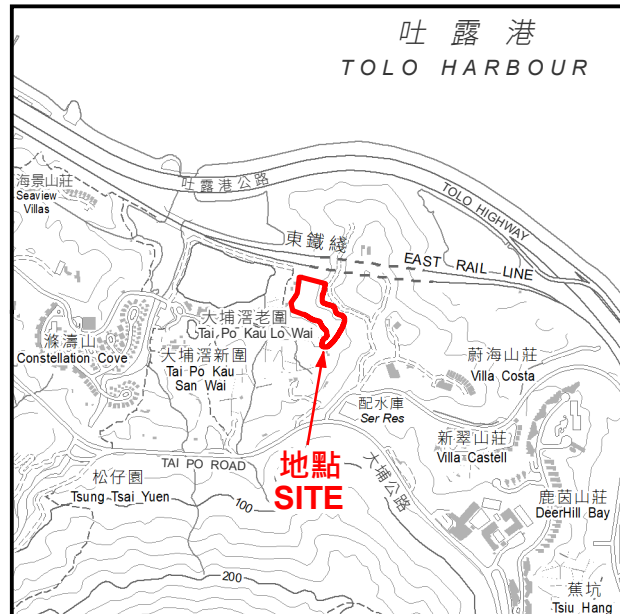 吐露港
TOLO HARBOUR
海景山莊
Seaview
Villas
吐露港公路
TOLO HIGHWAY
東鐵綫
EAST RAIL LINE
大埔滘老圍
Tai Po Kau Lo Wai
滌濤山
Constellation Cove
大埔滘新圍
Tai Po Kau
San Wai
蔚海山莊
Villa Costa
配水庫
Ser Res
新翠山莊
Villa Castell
地點
SITE
大埔公路
TAI PO ROAD
松仔園
Tsung Tsai Yuen
100
200
鹿茵山莊
DeerHill Bay
蕉坑
Tsiu Hang